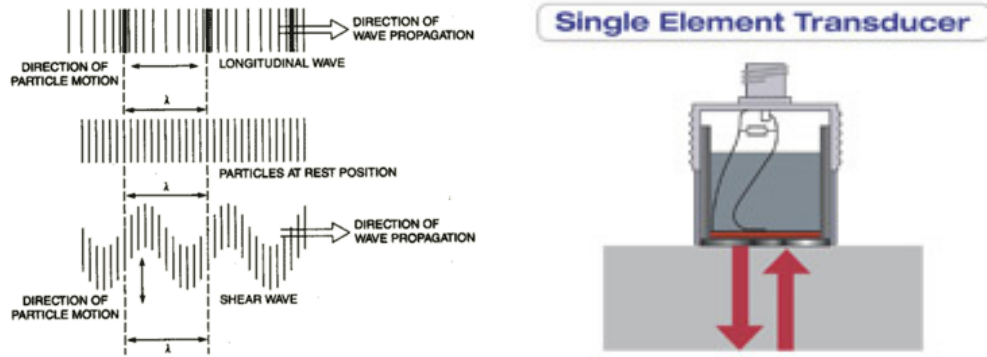 DIRECTION OF
WAVE PROPAGATION
DIRECTION OF
PARTICLE MOTION
LONGITUDINAL WAVE
λ
PARTICLES AT REST POSITION
λ
DIRECTION OF
WAVE PROPAGATION
DIRECTION OF
PARTICLE MOTION
SHEAR WAVE
λ
Single Element Transducer